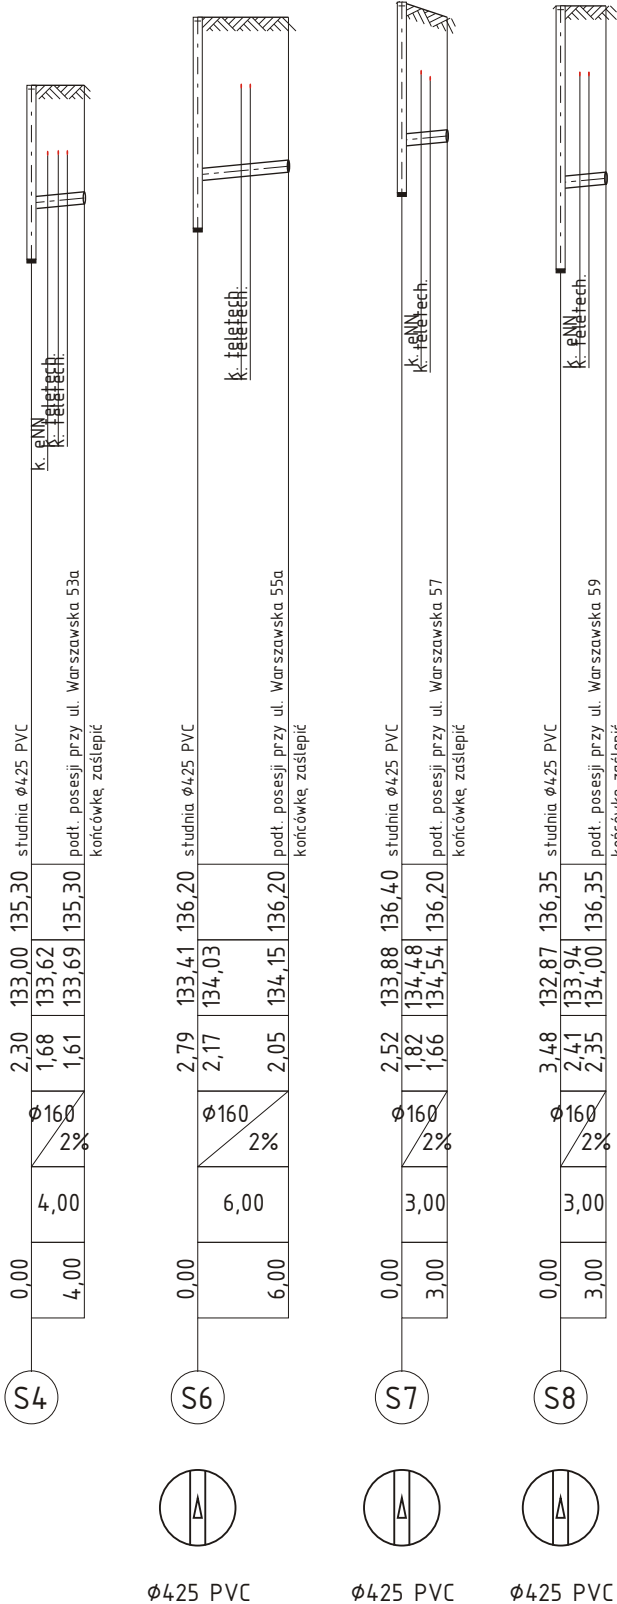 k. eNN
k. teletech.
k. teletech.
studnia ϕ425 PVC
podł. posesji przy ul. Warszawska 53a
końcówkę zaślepić
135,30
135,30
133,00
133,62
133,69
2,30
1,68
1,61
ϕ160
2%
4,00
0,00
4,00
S4
k. teletech.
k. teletech.
studnia ϕ425 PVC
podł. posesji przy ul. Warszawska 55a
końcówkę zaślepić
136,20
136,20
133,41
134,03
134,15
2,79
2,17
2,05
ϕ160
2%
6,00
0,00
6,00
S6
ϕ425 PVC
k. eNN
k. teletech.
studnia ϕ425 PVC
podł. posesji przy ul. Warszawska 57
końcówkę zaślepić
136,40
136,20
133,88
134,48
134,54
2,52
1,82
1,66
ϕ160
2%
3,00
0,00
3,00
S7
ϕ425 PVC
k. eNN
k. teletech.
studnia ϕ425 PVC
podł. posesji przy ul. Warszawska 59
końcówkę zaślepić
136,35
136,35
132,87
133,94
134,00
3,48
2,41
2,35
ϕ160
2%
3,00
0,00
3,00
S8
ϕ425 PVC